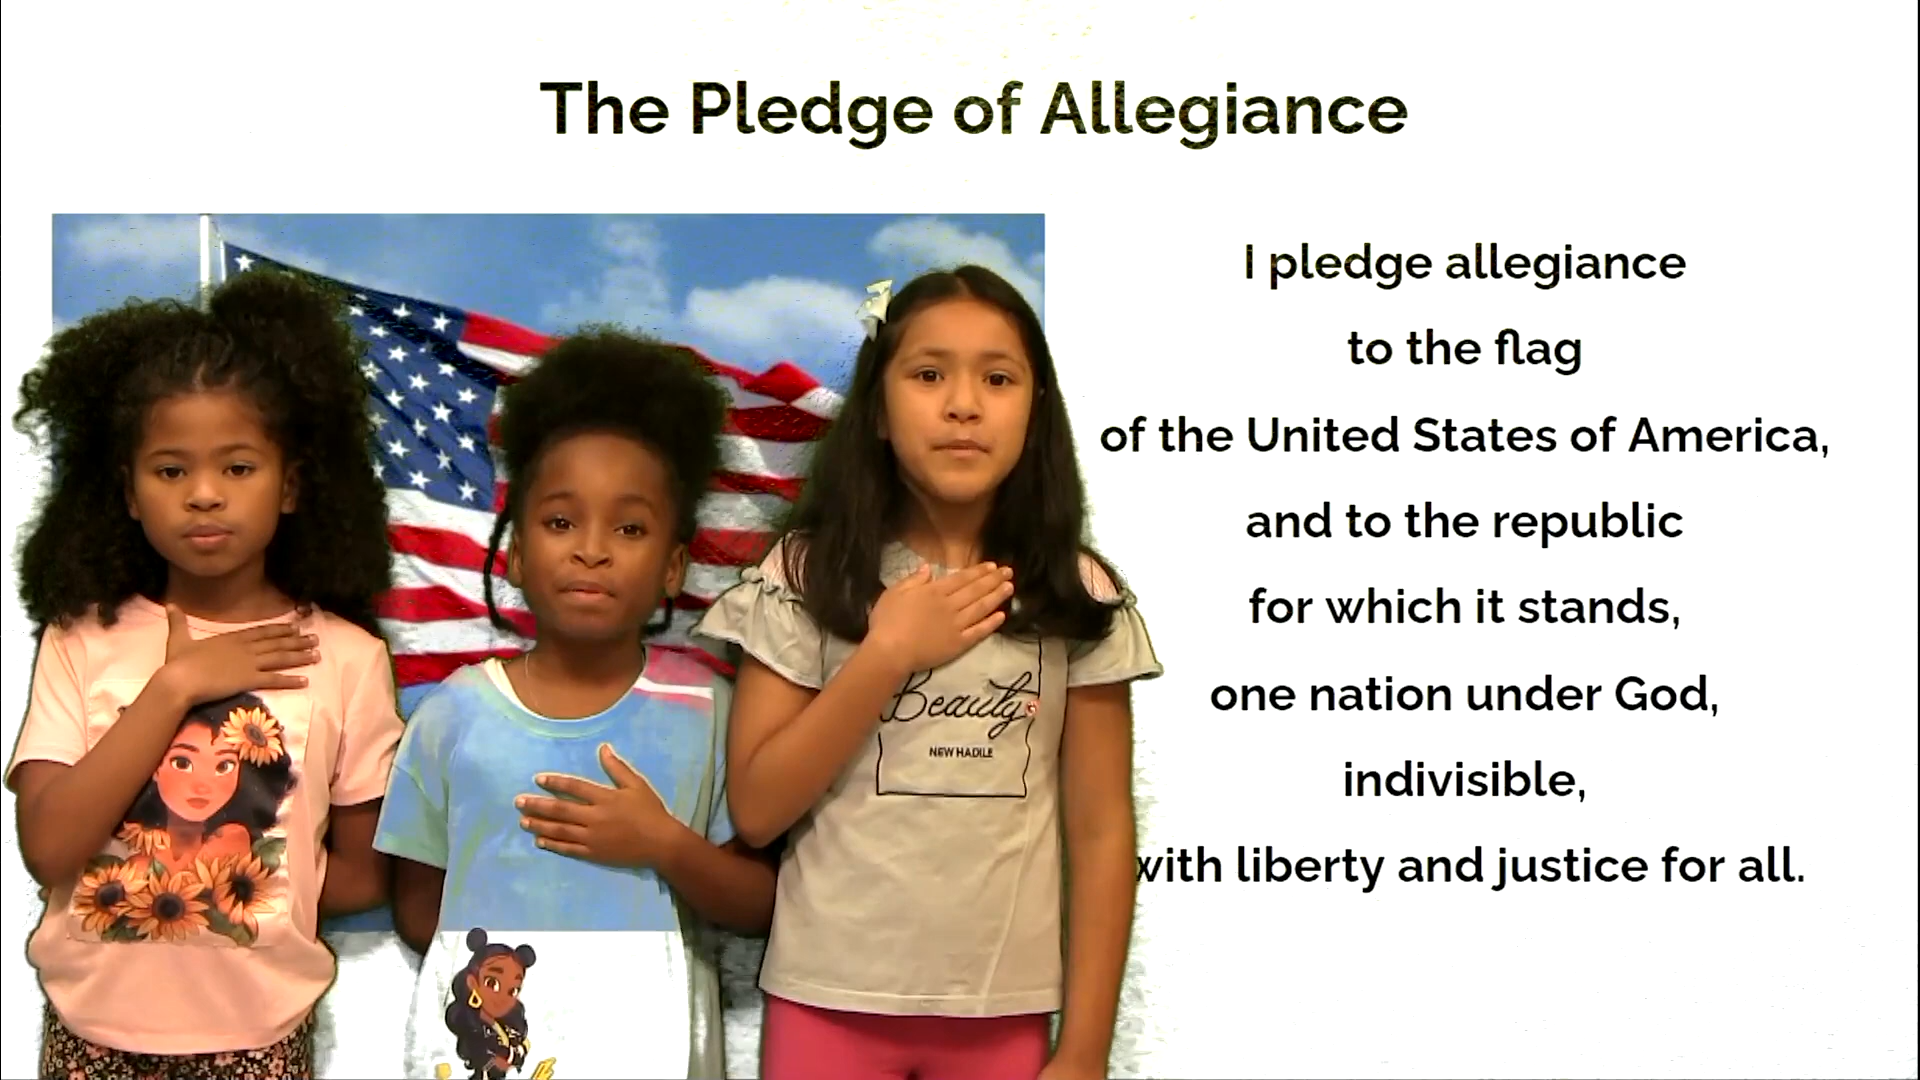 The Pledge of Allegiance
I pledge allegiance
to the flag
of the United States of America,
and to the republic
for which it stands,
one nation under God,
indivisible,
with liberty and justice for all.
Beauty
NEW HADILE